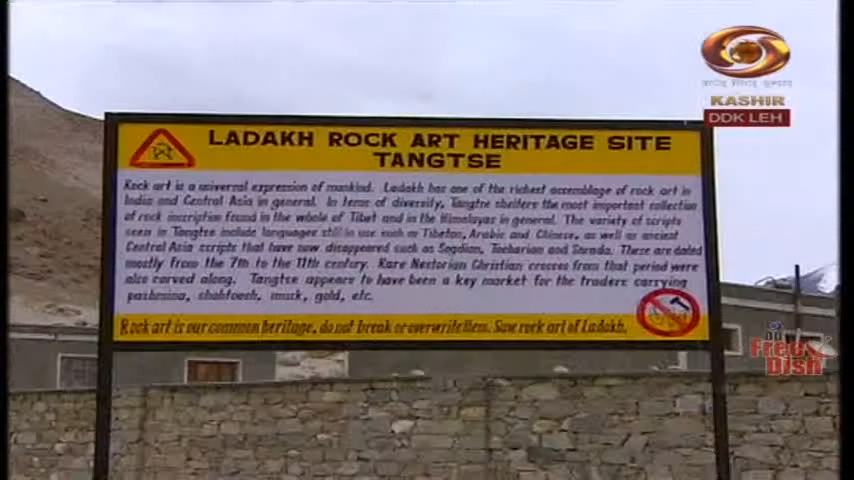 KASHIR
DDK LEH
LADAKH ROCK ART HERITAGE SITE
TANGTSE
Rock art is a universal expression of mankind. Ladakh has one of the richest assemblage of rock art in
India and Central Asia in general. In terms of diversity, Tangtse shelters the most important collection
of rock inscription found in the whole of Tibet and in the Himalayas in general. The variety of scripts
seen in Tangtse include languages still in use such as Tibetan, Arabic and Chinese, as well as ancient
Central Asia scripts that have now disappeared such as Sogdian, Tocharian and Sarada. These are dated
mostly from the 7th to the 11th century. Rare Nestorian Christian crosses from that period were
also carved along. Tangtse appears to have been a key market for the traders carrying
pashmina, shahtoosh, musk, gold, etc.
Rock art is our common heritage, do not break or overwrite them. Save rock art of Ladakh.
DD
Free
Dish